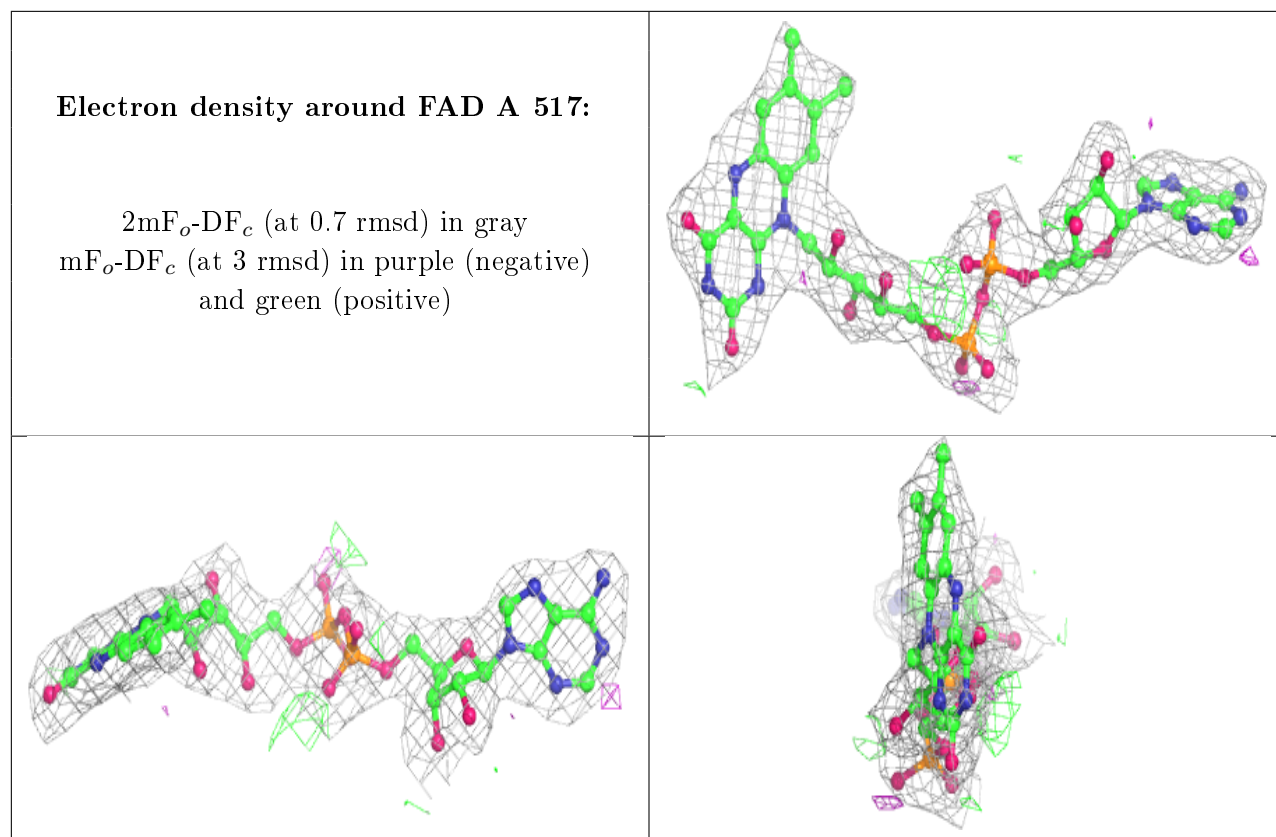 Electron density around FAD A 517:
2mFo-DFc (at 0.7 rmsd) in gray
mFo-DFc (at 3 rmsd) in purple (negative)
and green (positive)